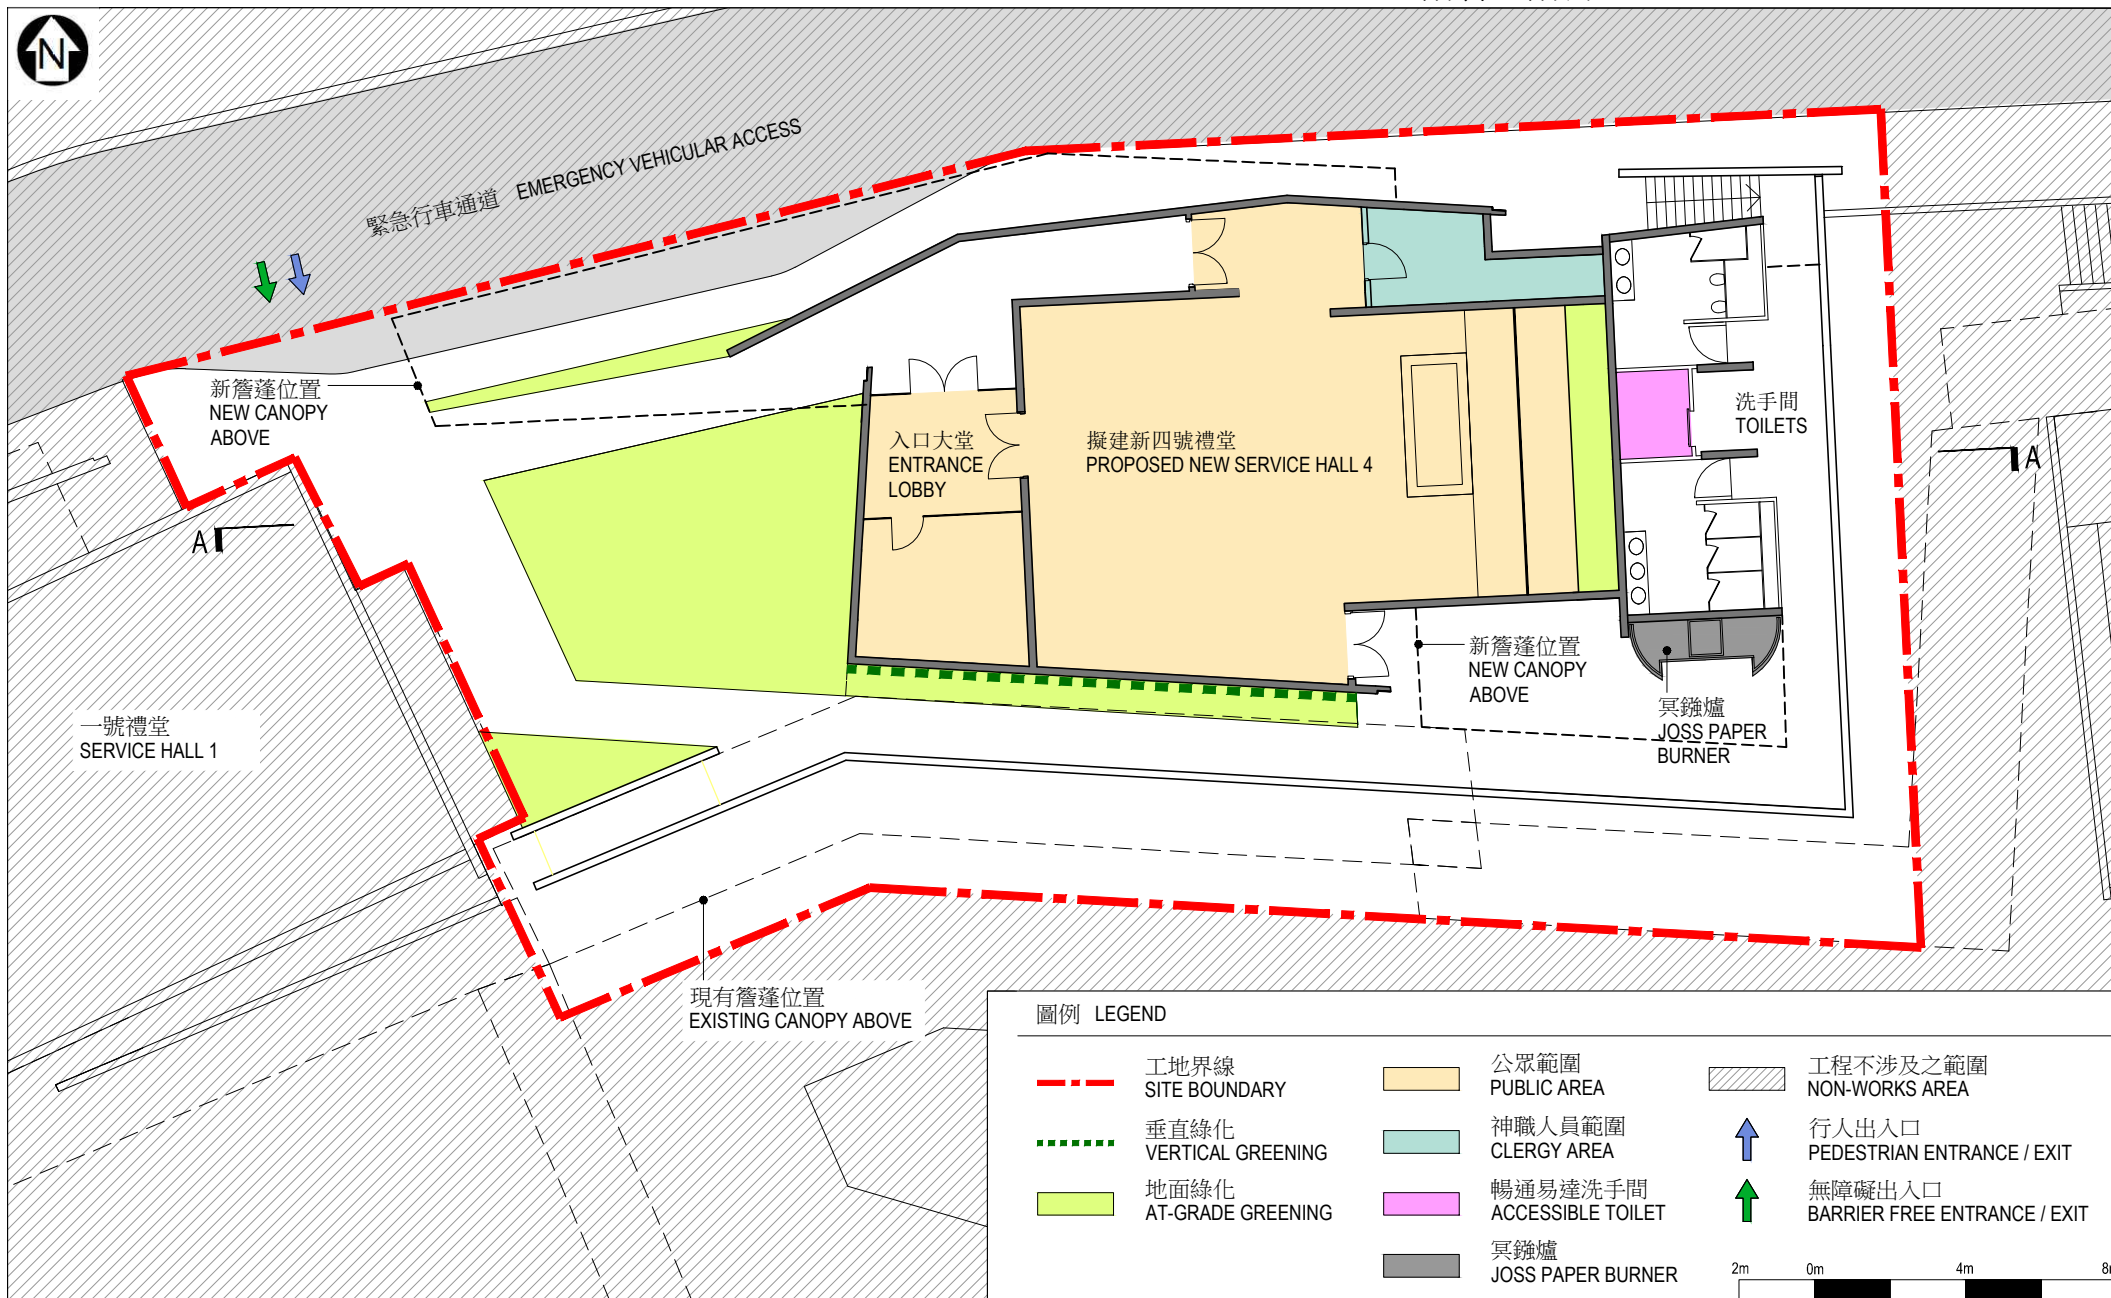 N
緊急行車通道 EMERGENCY VEHICULAR ACCESS
新簷蓬位置
NEW CANOPY
ABOVE
入口大堂
ENTRANCE
LOBBY
擬建新四號禮堂
PROPOSED NEW SERVICE HALL 4
洗手間
TOILETS
A
A
新簷蓬位置
NEW CANOPY
ABOVE
冥鏹爐
JOSS PAPER
BURNER
一號禮堂
SERVICE HALL 1
現有簷蓬位置
EXISTING CANOPY ABOVE
圖例 LEGEND
工地界線
SITE BOUNDARY
垂直綠化
VERTICAL GREENING
地面綠化
AT-GRADE GREENING
公眾範圍
PUBLIC AREA
神職人員範圍
CLERGY AREA
暢通易達洗手間
ACCESSIBLE TOILET
冥鏹爐
JOSS PAPER BURNER
工程不涉及之範圍
NON-WORKS AREA
行人出入口
PEDESTRIAN ENTRANCE / EXIT
無障礙出入口
BARRIER FREE ENTRANCE / EXIT
2m 0m 4m 8m